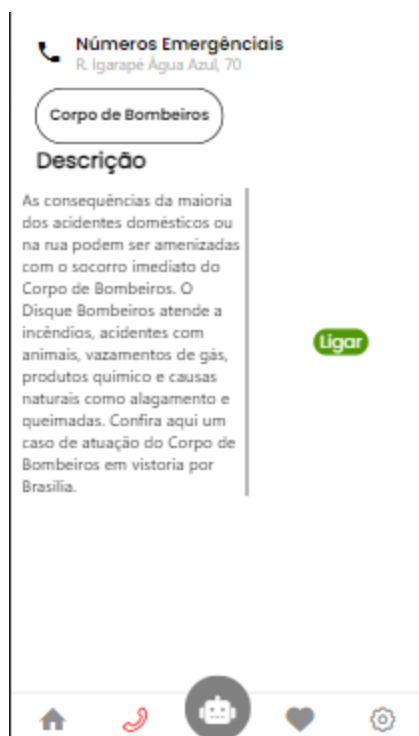 Números Emergênciais
R. Igarapé Água Azul, 70
Corpo de Bombeiros
Descrição
As consequências da maioria
dos acidentes domésticos ou
na rua podem ser amenizadas
com o socorro imediato do
Corpo de Bombeiros. O
Disque Bombeiros atende a
incêndios, acidentes com
animais, vazamentos de gás,
produtos químico e causas
naturais como alagamento e
queimadas. Confira aqui um
caso de atuação do Corpo de
Bombeiros em vistoria por
Brasília.
Ligar